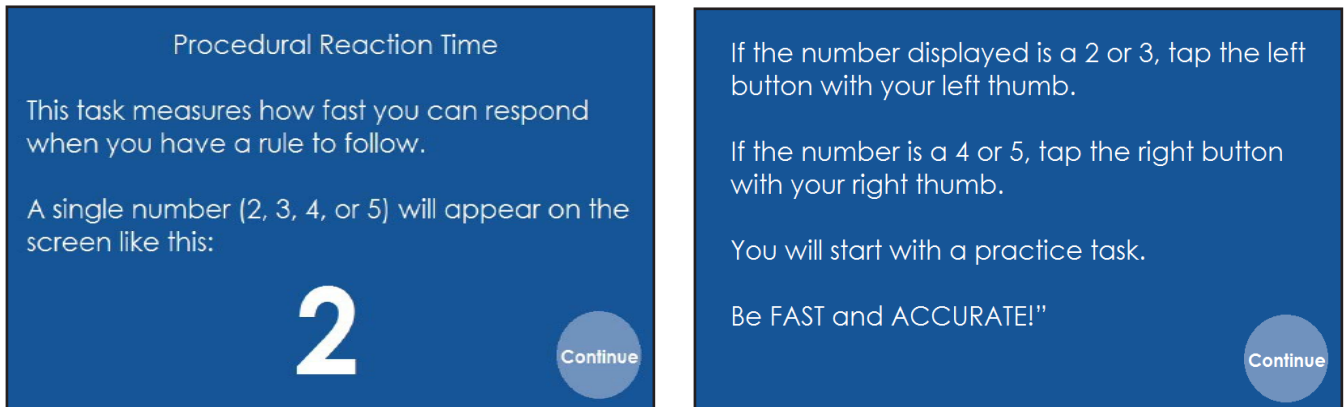 Procedural Reaction Time
This task measures how fast you can respond
when you have a rule to follow.
A single number (2, 3, 4, or 5) will appear on the
screen like this:
2
Continue
If the number displayed is a 2 or 3, tap the left
button with your left thumb.
If the number is a 4 or 5, tap the right button
with your right thumb.
You will start with a practice task.
Be FAST and ACCURATE!”
Continue